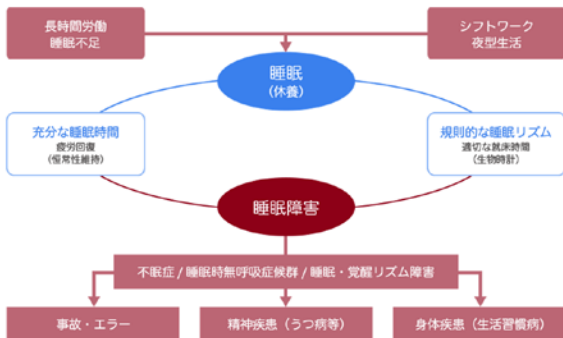 長時間労働
睡眠不足
シフトワーク
夜型生活
睡眠
(休養)
充分な睡眠時間
疲労回復
(恒常性維持)
規則的な睡眠リズム
適切な就床時間
(生物時計)
睡眠障害
不眠症 / 睡眠時無呼吸症候群 / 睡眠・覚醒リズム障害
事故・エラー
精神疾患（うつ病等）
身体疾患（生活習慣病）